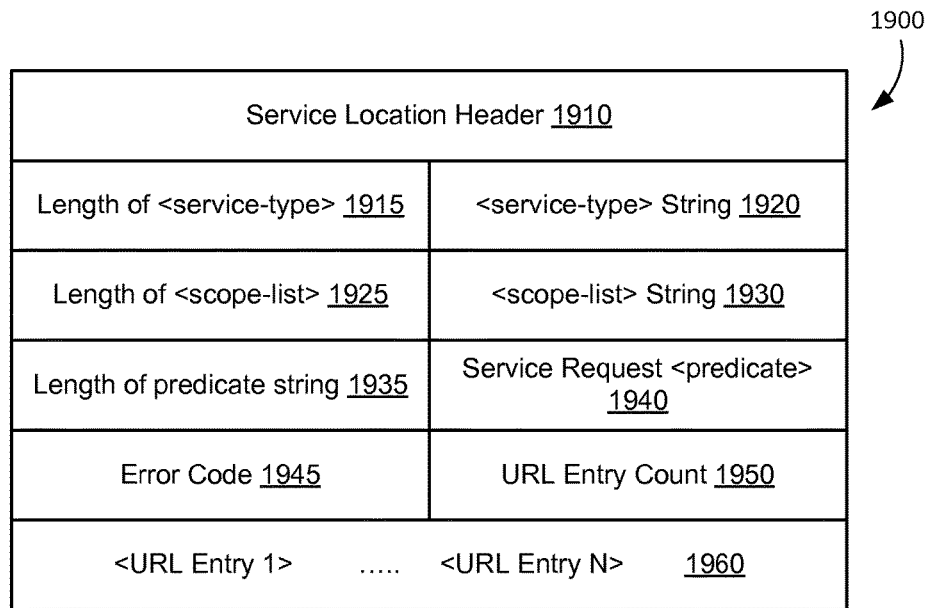 1900
Service Location Header 1910
Length of <service-type> 1915
<service-type> String 1920
Length of <scope-list> 1925
<scope-list> String 1930
Length of predicate string 1935
Service Request <predicate>
1940
Error Code 1945
URL Entry Count 1950
<URL Entry 1> ..... <URL Entry N> 1960